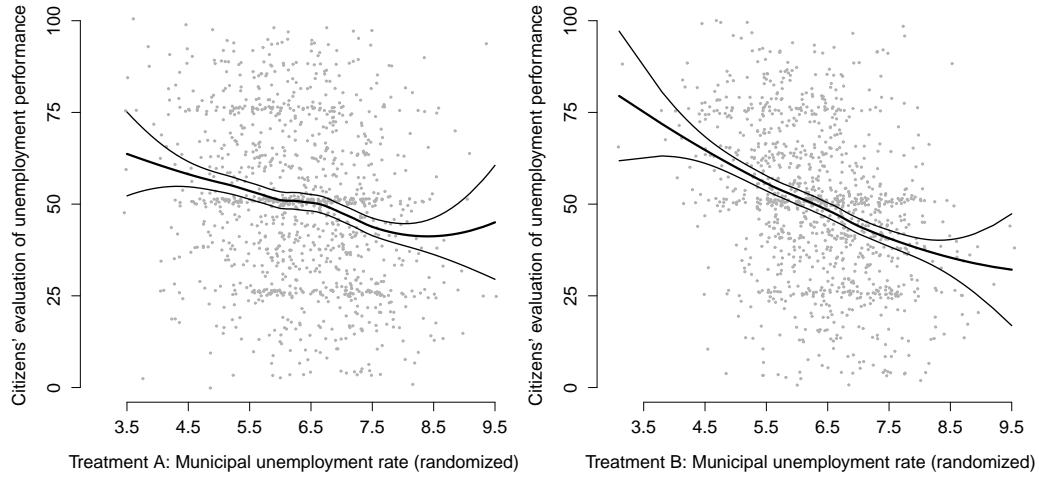 Citizens' evaluation of unemployment performance
100
75
50
25
0
3.5 4.5 5.5 6.5 7.5 8.5 9.5
Treatment A: Municipal unemployment rate (randomized)
Citizens' evaluation of unemployment performance
100
75
50
25
0
3.5 4.5 5.5 6.5 7.5 8.5 9.5
Treatment B: Municipal unemployment rate (randomized)